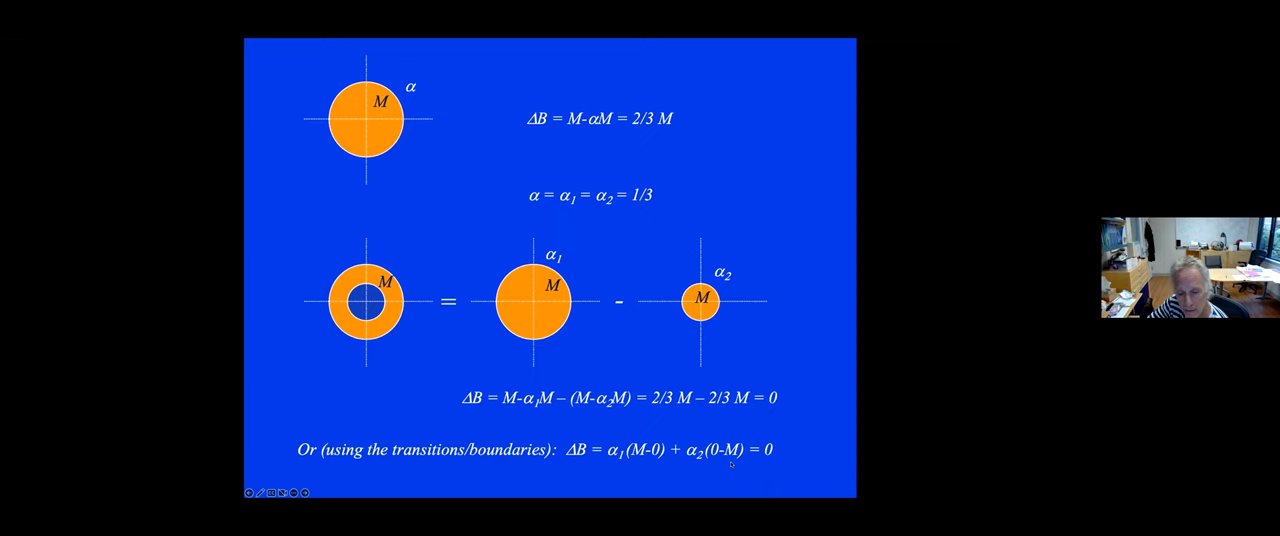 α
M
ΔB = M-αM = 2/3 M
α = α₁ = α₂ = 1/3
α₁
α₂
M
=
M
-
M
ΔB = M-α₁M – (M-α₂M) = 2/3 M – 2/3 M = 0
Or (using the transitions/boundaries): ΔB = α₁(M-0) + α₂(0-M) = 0